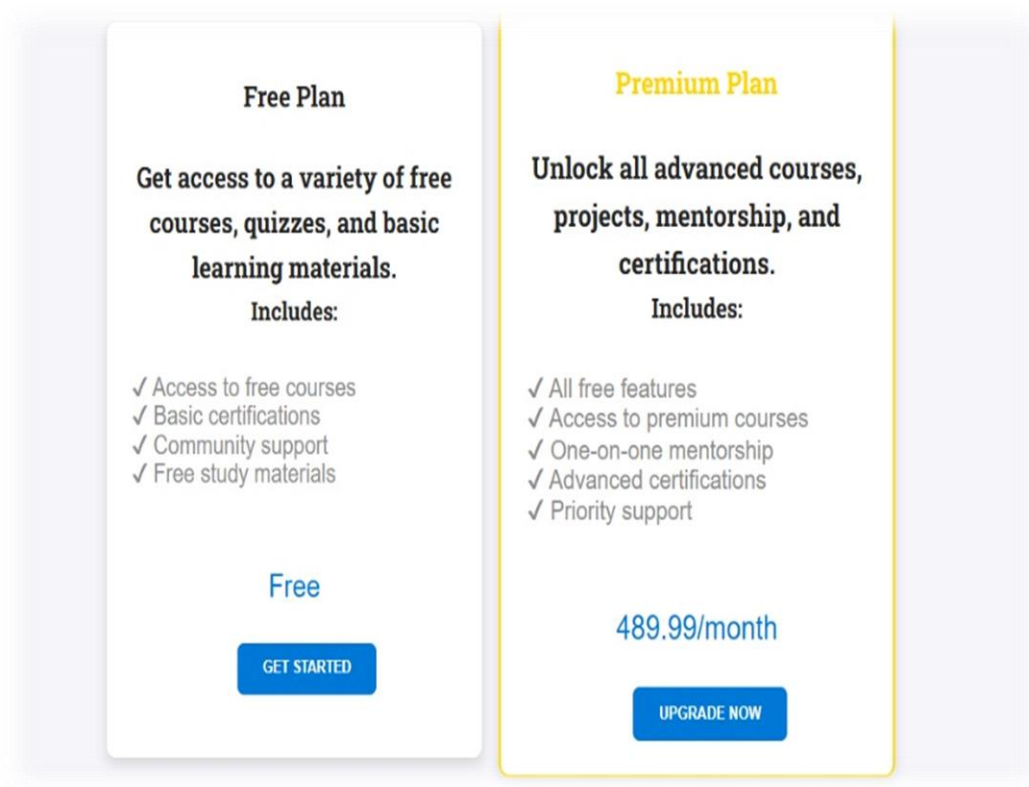 Free Plan
Get access to a variety of free
courses, quizzes, and basic
learning materials.
Includes:
✓ Access to free courses
✓ Basic certifications
✓ Community support
✓ Free study materials
Free
GET STARTED
Premium Plan
Unlock all advanced courses,
projects, mentorship, and
certifications.
Includes:
✓ All free features
✓ Access to premium courses
✓ One-on-one mentorship
✓ Advanced certifications
✓ Priority support
489.99/month
UPGRADE NOW